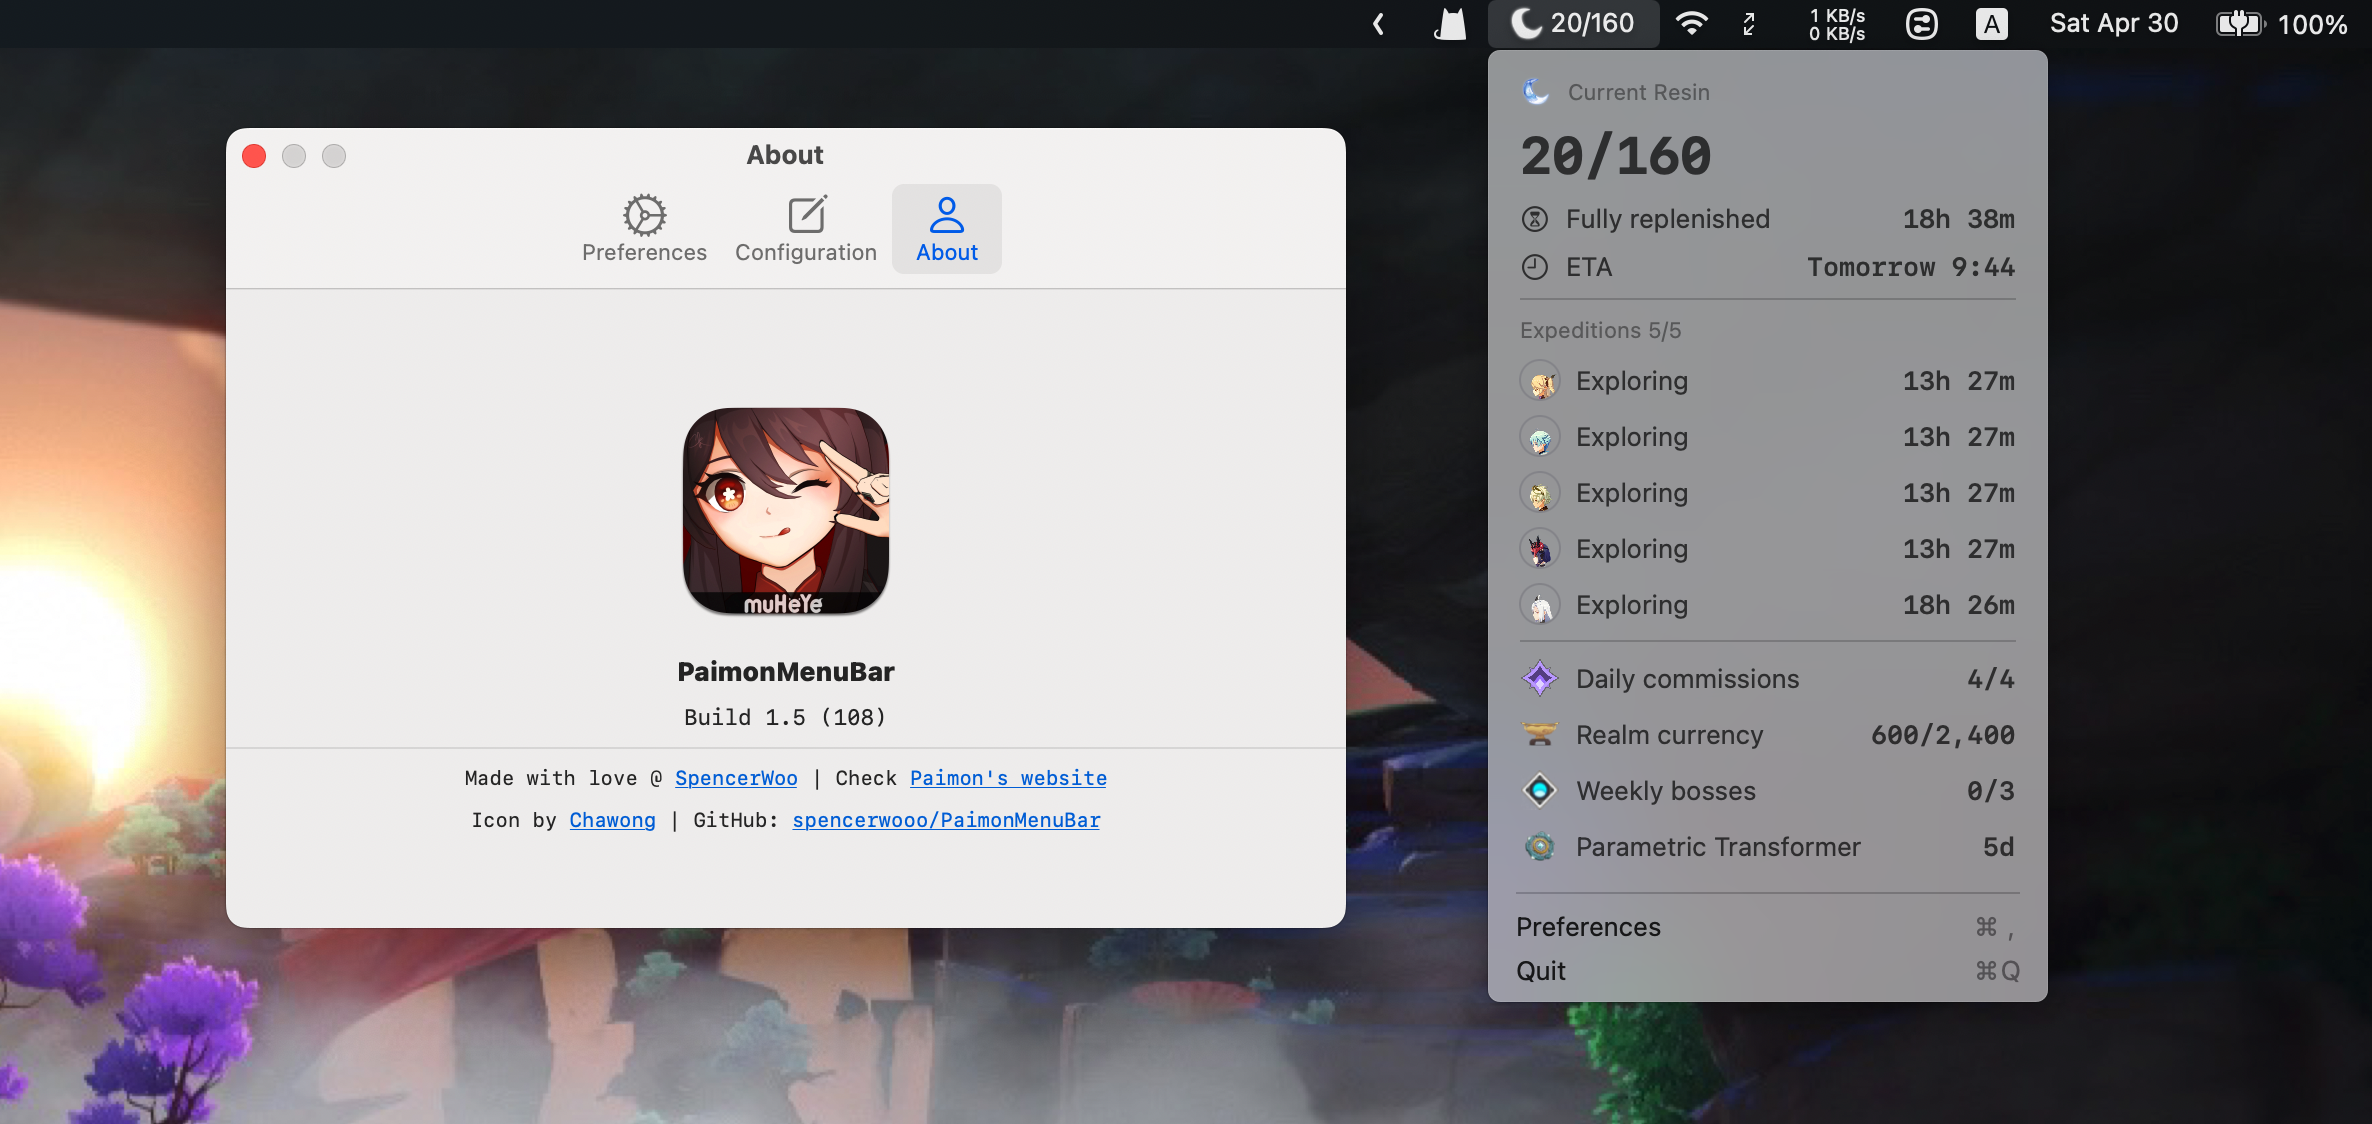 20/160
1 KB/s
0 KB/s
A
Sat Apr 30
100%
About
Preferences
Configuration
About
muHeYe
PaimonMenuBar
Build 1.5 (108)
Made with love @ SpencerWoo | Check Paimon's website
Icon by Chawong | GitHub: spencerwooo/PaimonMenuBar
Current Resin
20/160
Fully replenished 18h 38m
ETA Tomorrow 9:44
Expeditions 5/5
Exploring 13h 27m
Exploring 13h 27m
Exploring 13h 27m
Exploring 13h 27m
Exploring 18h 26m
Daily commissions 4/4
Realm currency 600/2,400
Weekly bosses 0/3
Parametric Transformer 5d
Preferences ⌘ ,
Quit ⌘Q